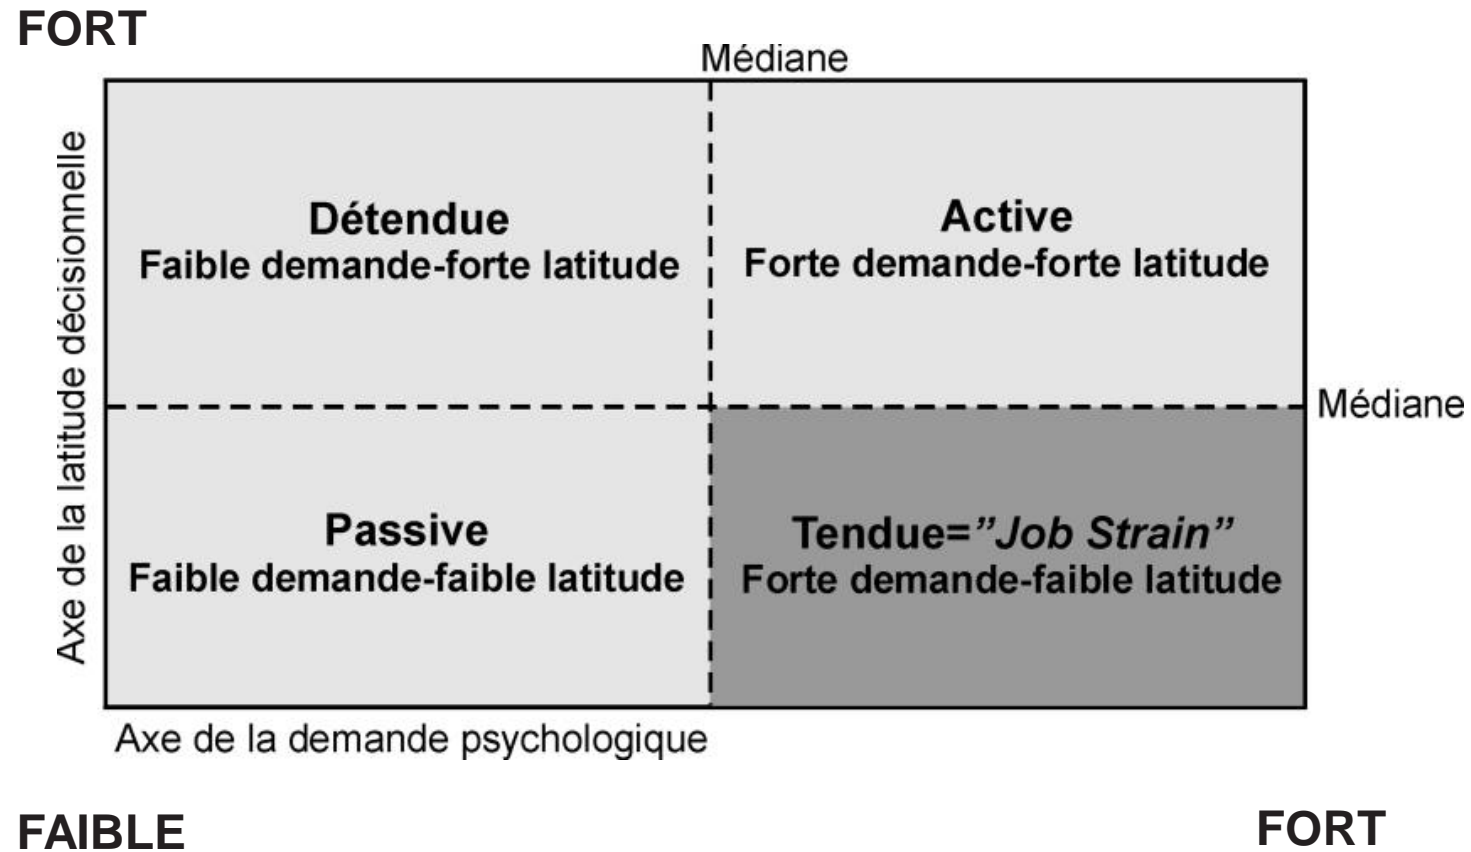 FORT
Médiane
Axe de la latitude décisionnelle
Détendue
Faible demande-forte latitude
Active
Forte demande-forte latitude
Médiane
Passive
Faible demande-faible latitude
Tendue=”Job Strain”
Forte demande-faible latitude
Axe de la demande psychologique
FAIBLE
FORT